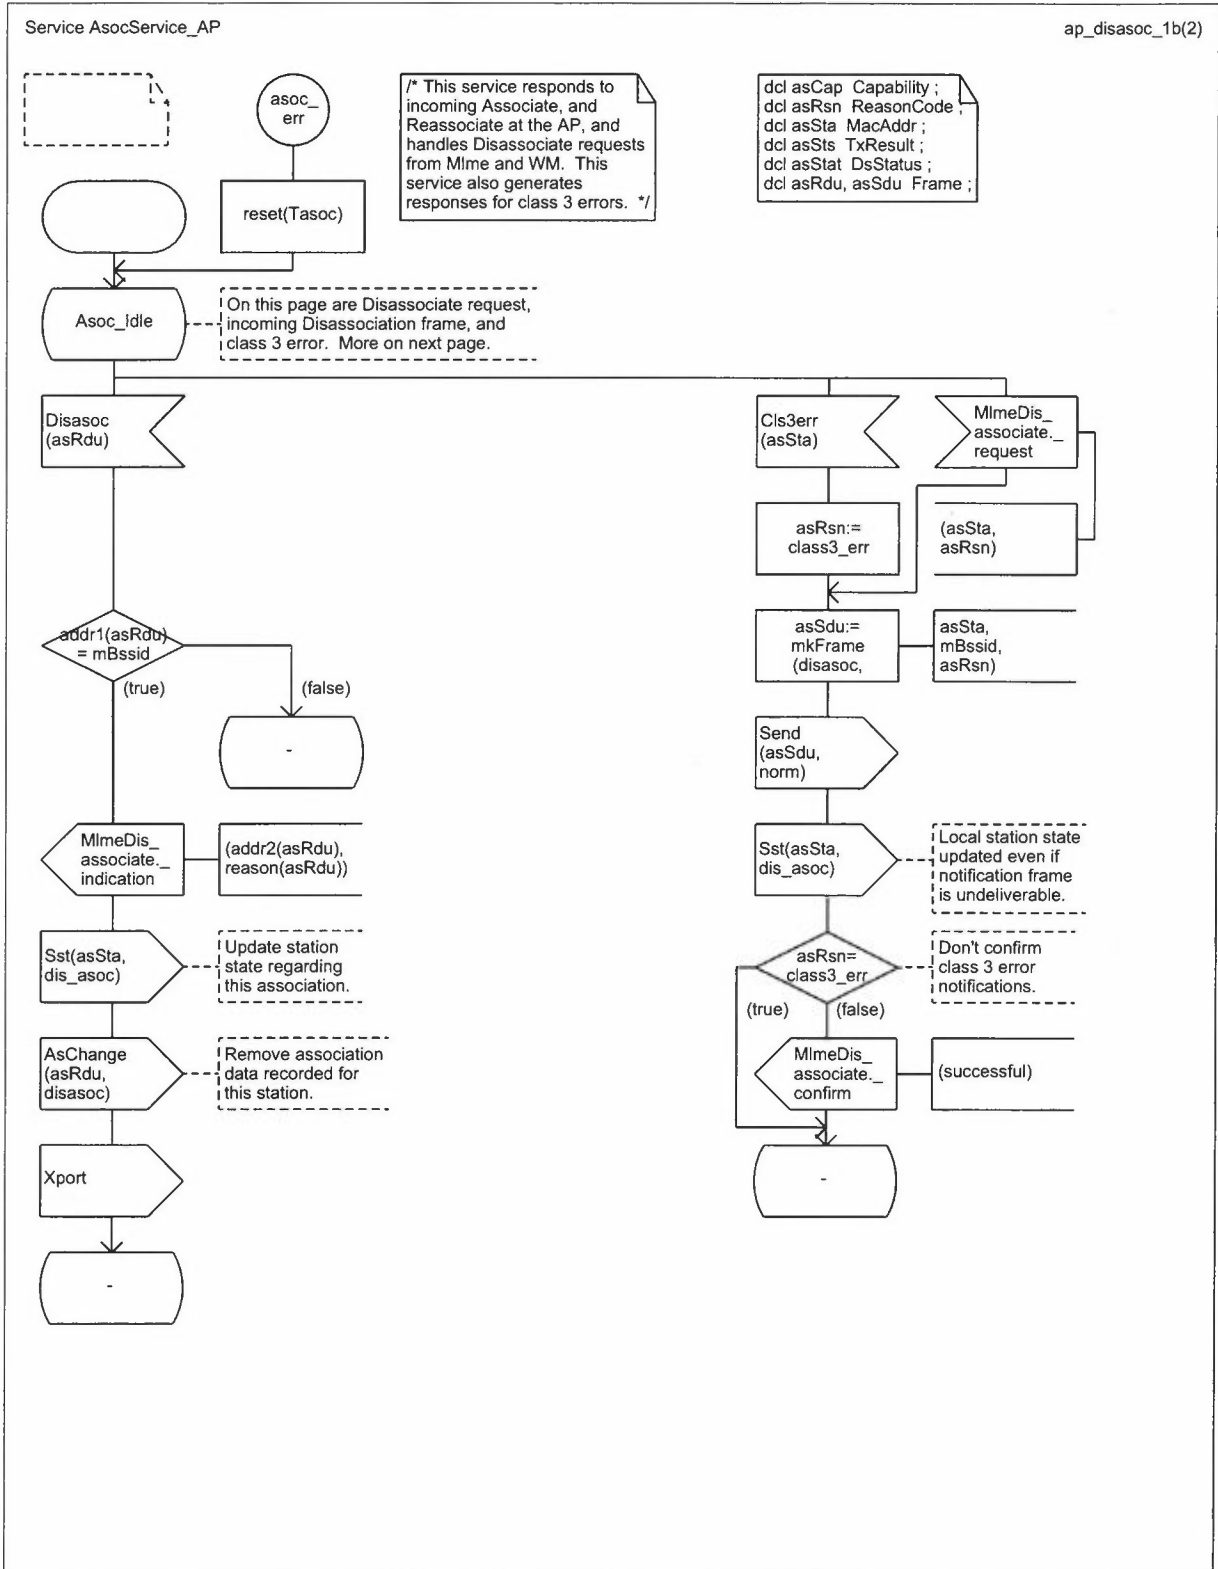 Service AsocService_AP
ap_disasoc_1b(2)
asoc_
err
/* This service responds to
incoming Associate, and
Reassociate at the AP, and
handles Disassociate requests
from Mlme and WM. This
service also generates
responses for class 3 errors. */
dcl asCap Capability ;
dcl asRsn ReasonCode ;
dcl asSta MacAddr ;
dcl asSts TxResult ;
dcl asStat DsStatus ;
dcl asRdu, asSdu Frame ;
reset(Tasoc)
Asoc_Idle
On this page are Disassociate request,
incoming Disassociation frame, and
class 3 error. More on next page.
Disasoc
(asRdu)
Cls3err
(asSta)
MlmeDis_
associate._
request
asRsn:=
class3_err
(asSta,
asRsn)
addr1(asRdu)
= mBssid
(true)
(false)
-
asSdu:=
mkFrame
(disasoc,
asSta,
mBssid,
asRsn)
Send
(asSdu,
norm)
MlmeDis_
associate._
indication
(addr2(asRdu),
reason(asRdu))
Sst(asSta,
dis_asoc)
Local station state
updated even if
notification frame
is undeliverable.
Sst(asSta,
dis_asoc)
Update station
state regarding
this association.
asRsn=
class3_err
Don't confirm
class 3 error
notifications.
(true)
(false)
AsChange
(asRdu,
disasoc)
Remove association
data recorded for
this station.
MlmeDis_
associate._
confirm
(successful)
Xport
-
-